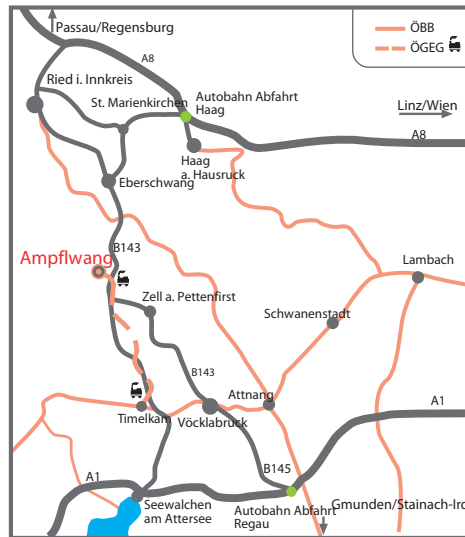 Passau/Regensburg
ÖBB
ÖGEG
A8
Ried i. Innkreis
St. Marienkirchen
Autobahn Abfahrt
Haag
Linz/Wien
A8
Haag
a. Hausruck
Eberschwang
B143
Ampflwang
Lambach
Zell a. Pettenfirst
Schwanenstadt
B143
Attnang
A1
Timelkam
Vöcklabruck
B145
A1
Seewalchen
am Attersee
Autobahn Abfahrt
Regau
Gmunden/Stainach-Ird